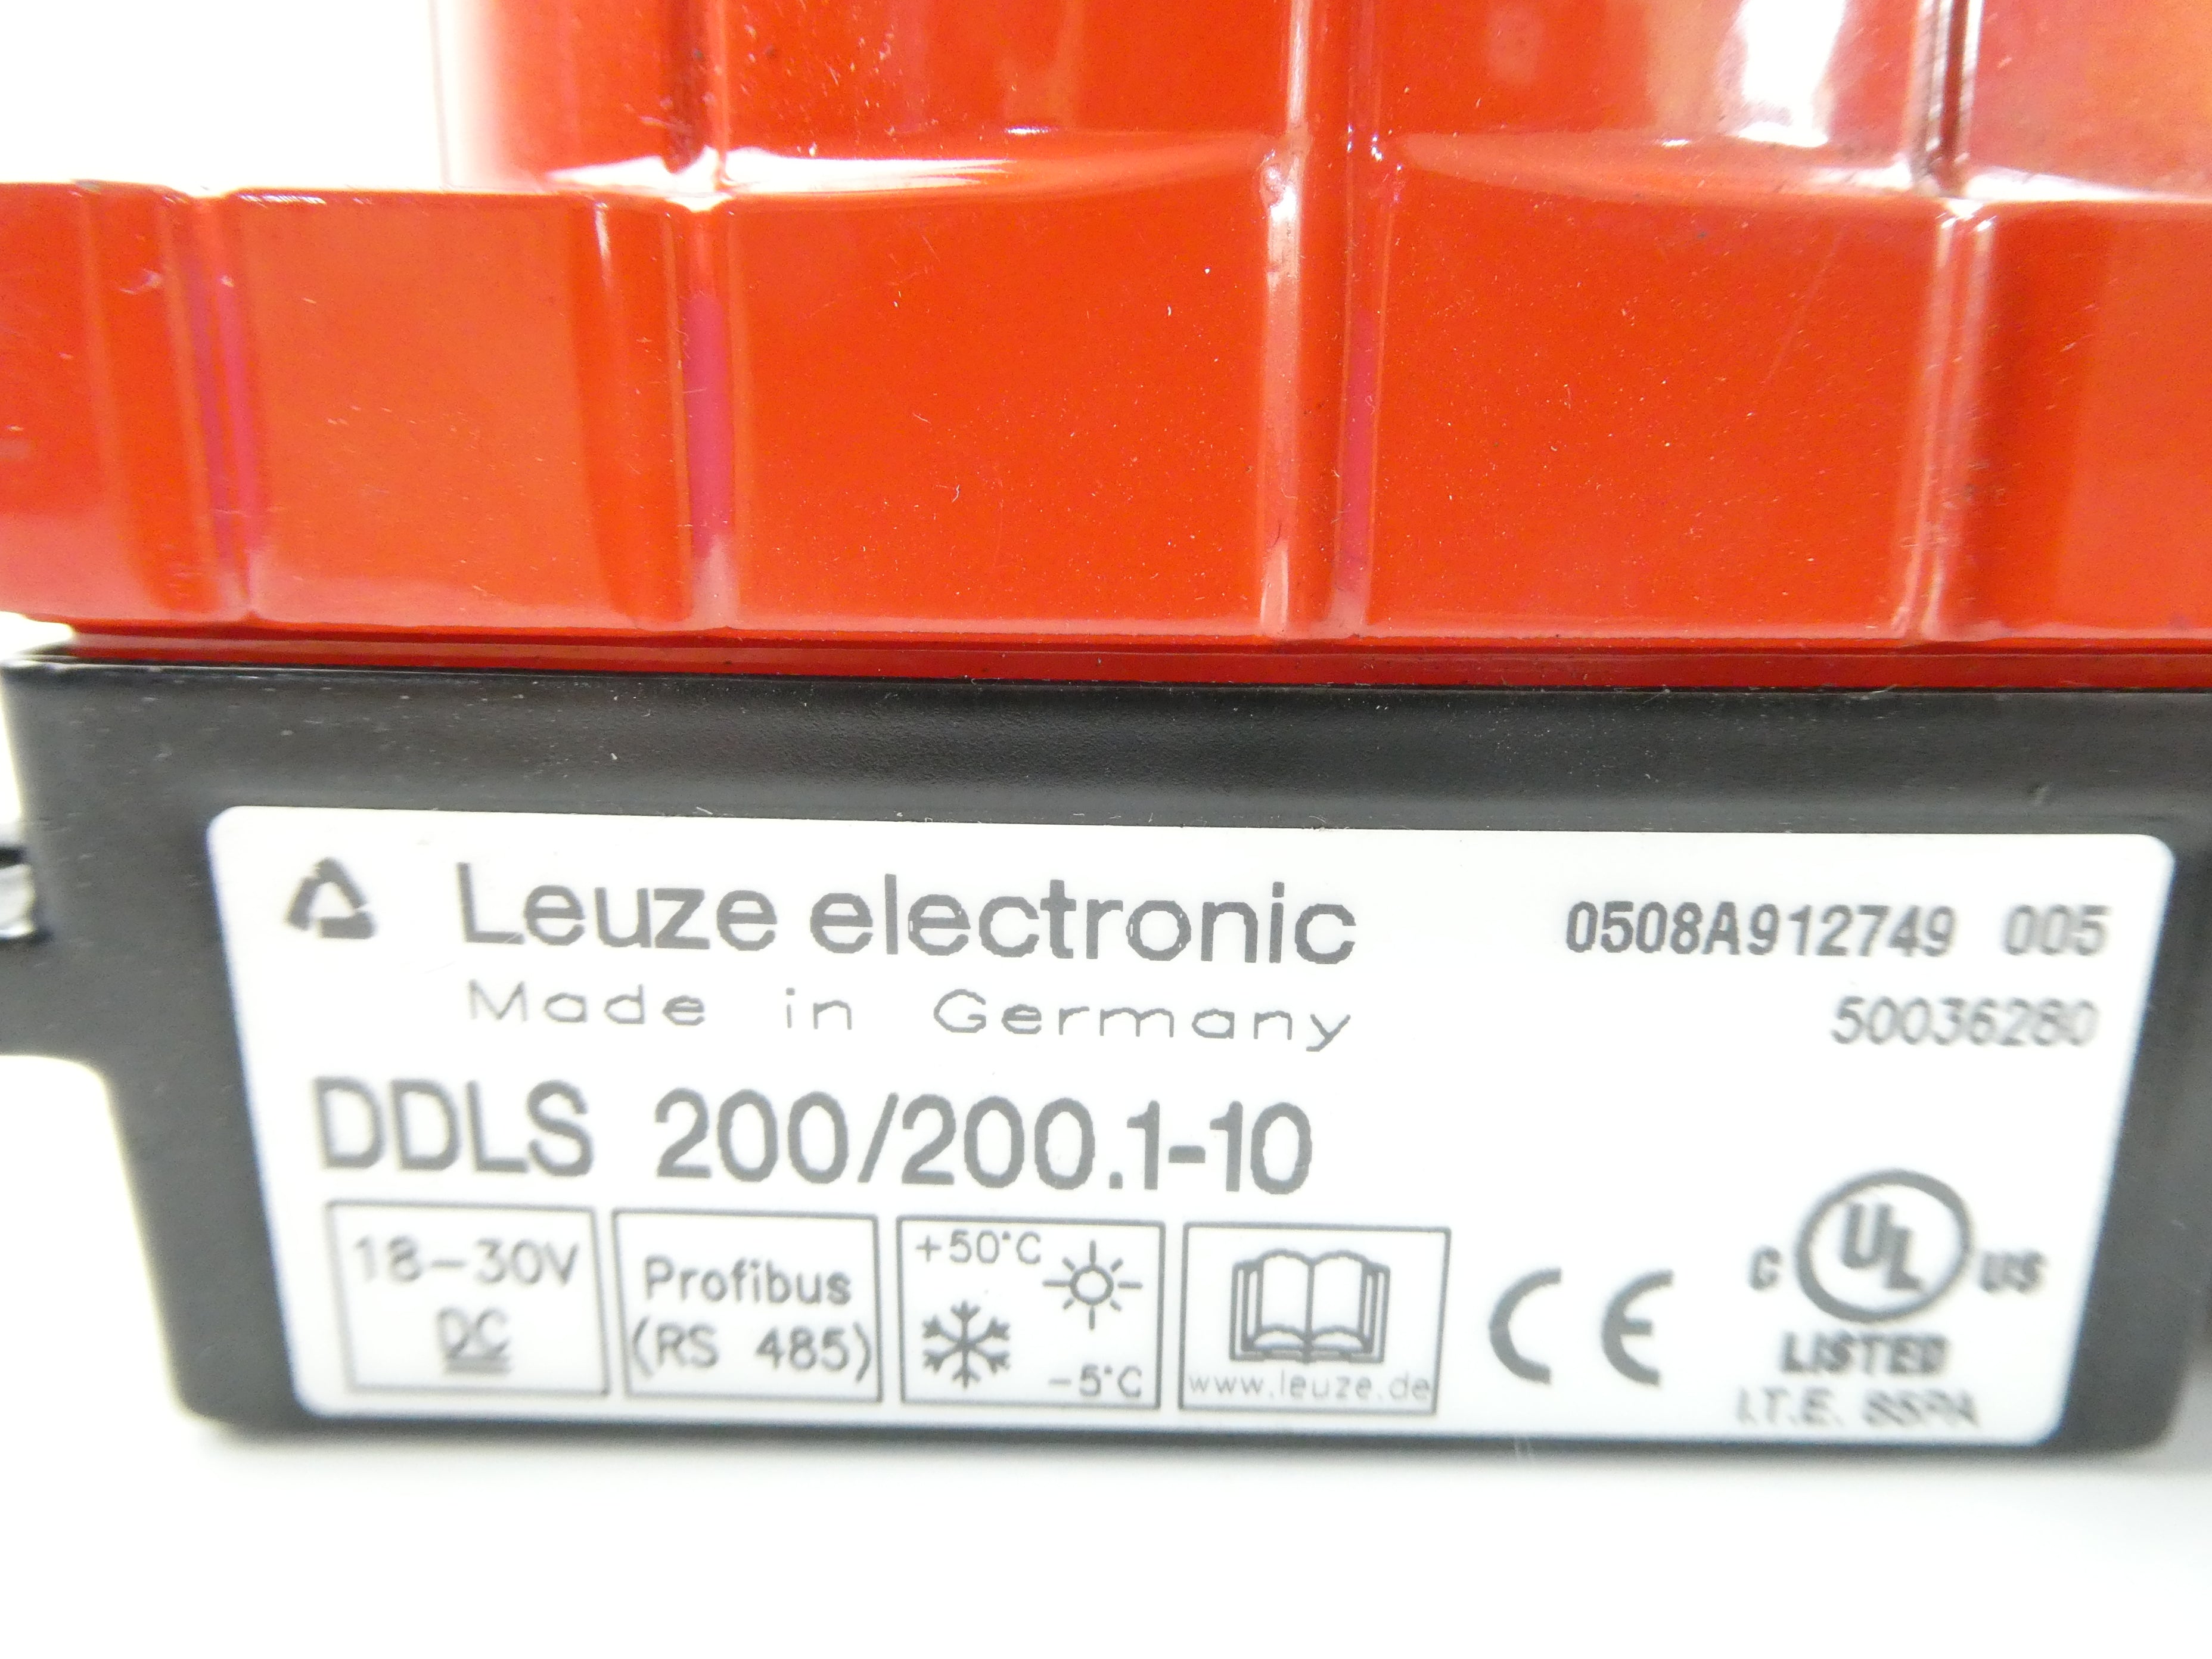 Leuze electronic 0508A912749 005
Made in Germany 50036280
DDLS 200/200.1-10
18-30V
DC
Profibus
(RS 485)
+50°C
-5°C
www.leuze.de
CE
C UL US
LISTED
I.T.E.